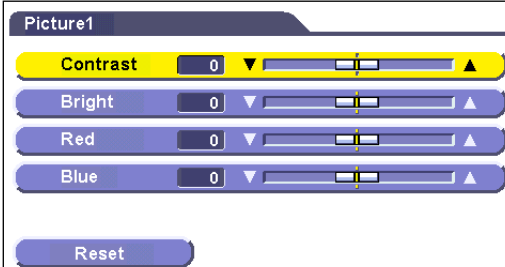 Picture1
Contrast 0 ▼ ▲
Bright 0 ▼ ▲
Red 0 ▼ ▲
Blue 0 ▼ ▲
Reset